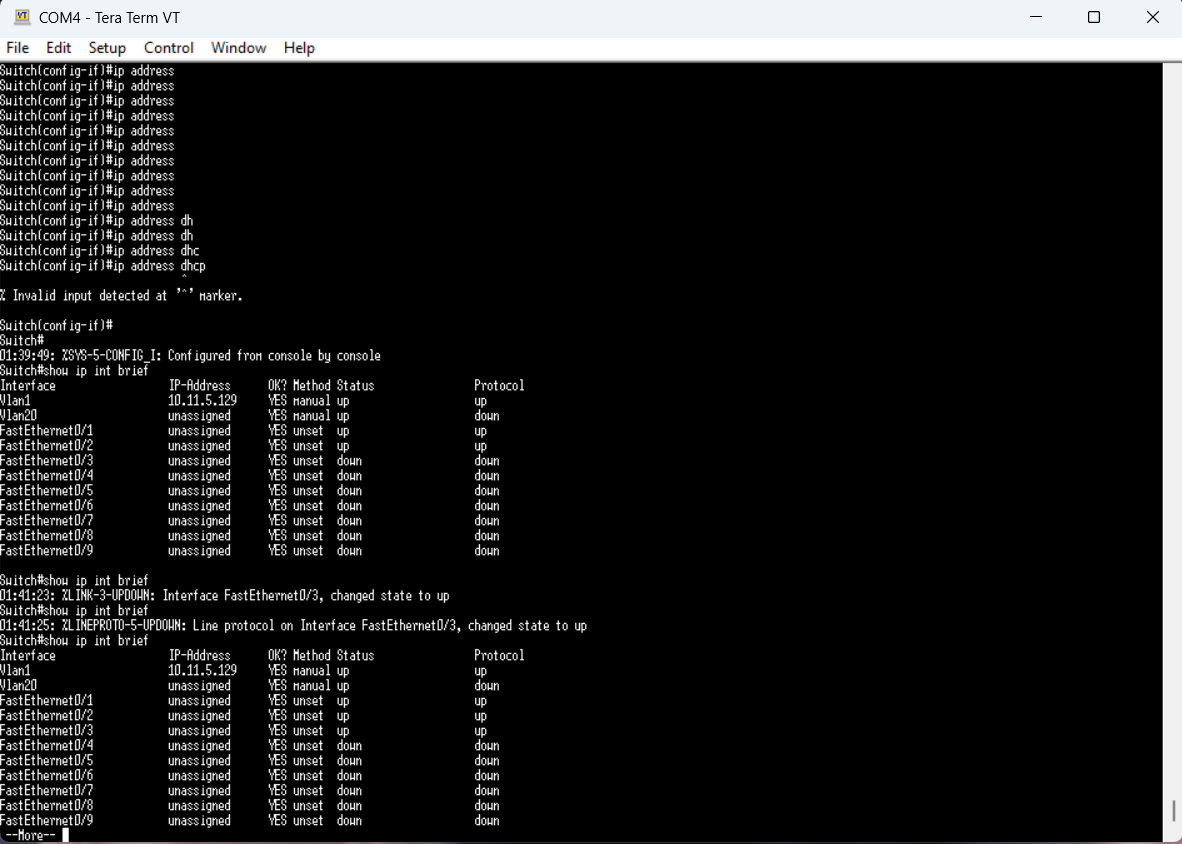 COM4 - Tera Term VT
File Edit Setup Control Window Help
Switch(config-if)#ip address
Switch(config-if)#ip address
Switch(config-if)#ip address
Switch(config-if)#ip address
Switch(config-if)#ip address
Switch(config-if)#ip address
Switch(config-if)#ip address
Switch(config-if)#ip address
Switch(config-if)#ip address
Switch(config-if)#ip address
Switch(config-if)#ip address dh
Switch(config-if)#ip address dh
Switch(config-if)#ip address dhc
Switch(config-if)#ip address dhcp
^
% Invalid input detected at '^' marker.
Switch(config-if)#
Switch#
01:39:49: %SYS-5-CONFIG_I: Configured from console by console
Switch#show ip int brief
Interface IP-Address OK? Method Status Protocol
Vlan1 10.11.5.129 YES manual up up
Vlan20 unassigned YES manual up down
FastEthernet0/1 unassigned YES unset up up
FastEthernet0/2 unassigned YES unset up up
FastEthernet0/3 unassigned YES unset down down
FastEthernet0/4 unassigned YES unset down down
FastEthernet0/5 unassigned YES unset down down
FastEthernet0/6 unassigned YES unset down down
FastEthernet0/7 unassigned YES unset down down
FastEthernet0/8 unassigned YES unset down down
FastEthernet0/9 unassigned YES unset down down
Switch#show ip int brief
01:41:23: %LINK-3-UPDOWN: Interface FastEthernet0/3, changed state to up
Switch#show ip int brief
01:41:25: %LINEPROTO-5-UPDOWN: Line protocol on Interface FastEthernet0/3, changed state to up
Switch#show ip int brief
Interface IP-Address OK? Method Status Protocol
Vlan1 10.11.5.129 YES manual up up
Vlan20 unassigned YES manual up down
FastEthernet0/1 unassigned YES unset up up
FastEthernet0/2 unassigned YES unset up up
FastEthernet0/3 unassigned YES unset up up
FastEthernet0/4 unassigned YES unset down down
FastEthernet0/5 unassigned YES unset down down
FastEthernet0/6 unassigned YES unset down down
FastEthernet0/7 unassigned YES unset down down
FastEthernet0/8 unassigned YES unset down down
FastEthernet0/9 unassigned YES unset down down
--More--